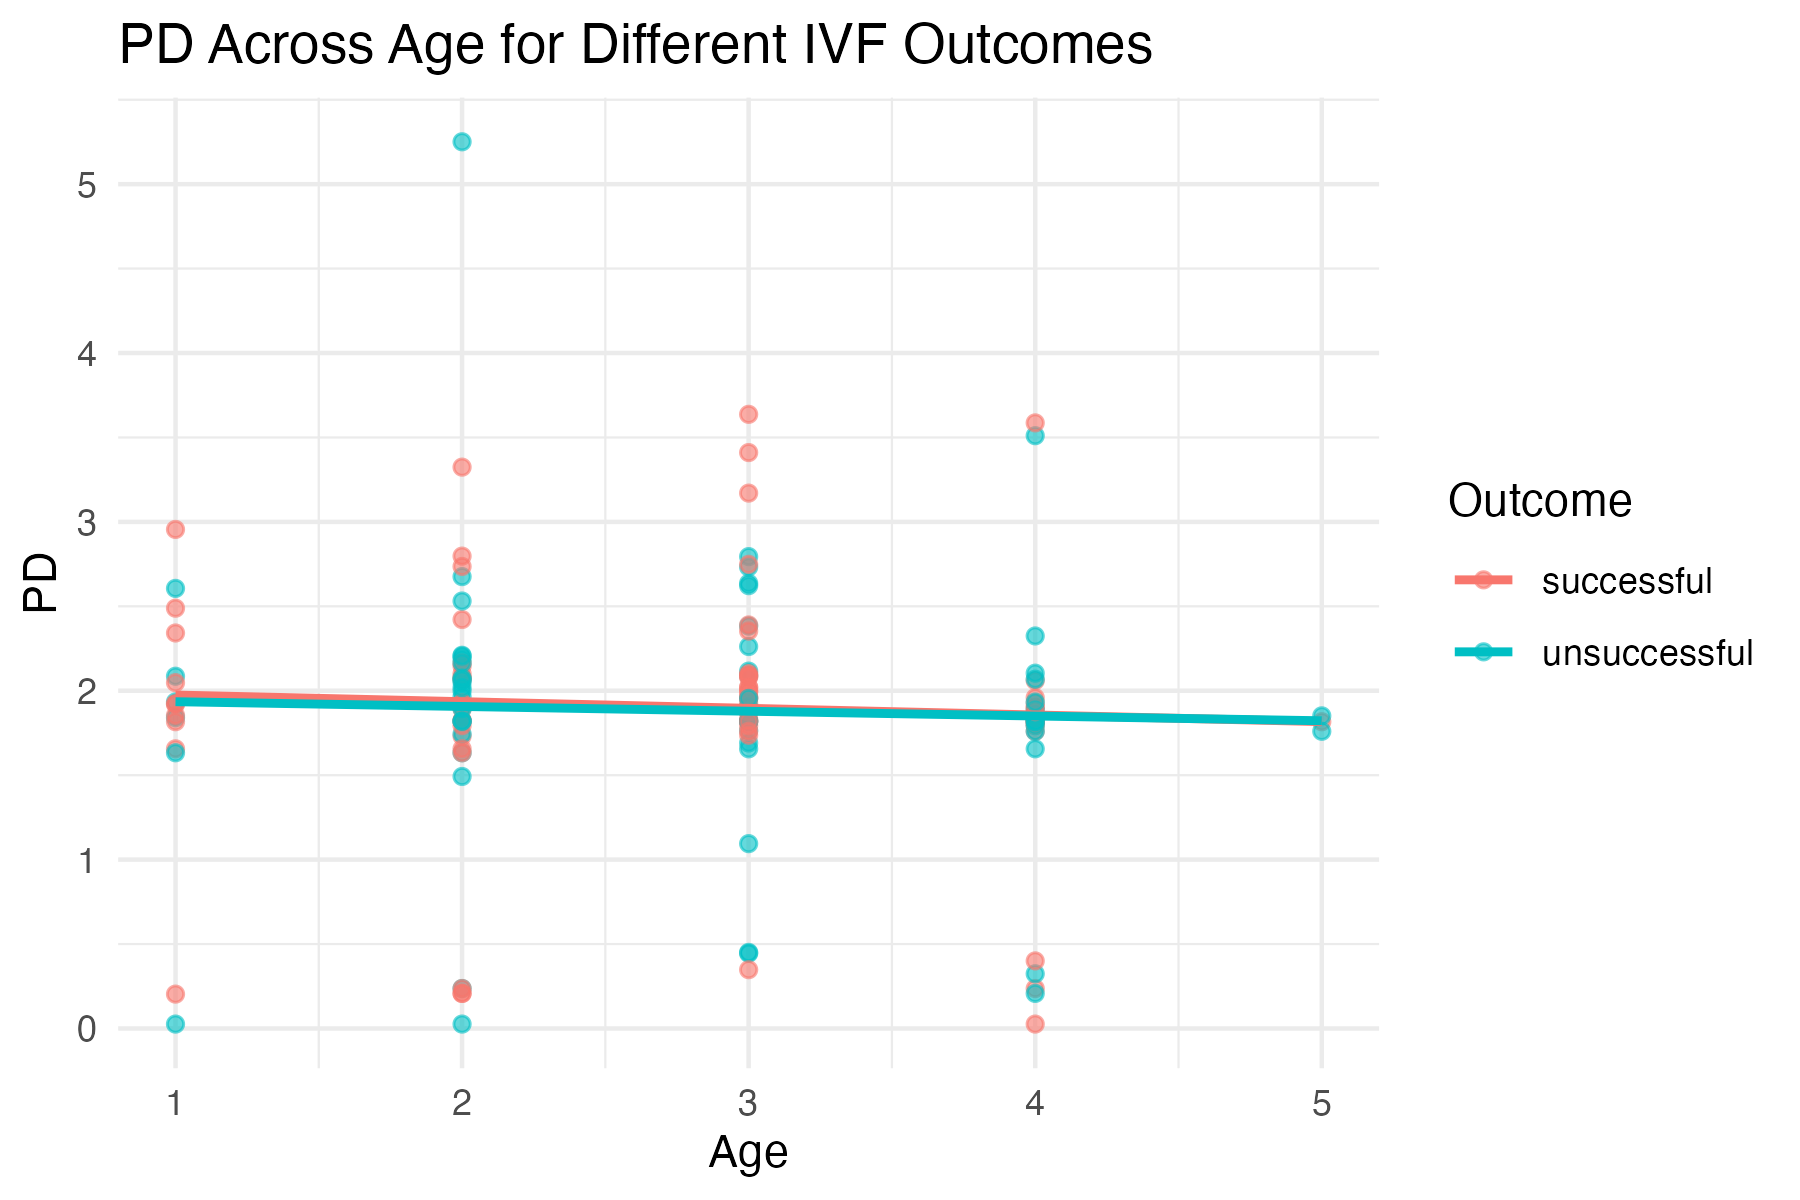 PD Across Age for Different IVF Outcomes
5
4
3
2
1
0
PD
1 2 3 4 5
Age
Outcome
successful
unsuccessful